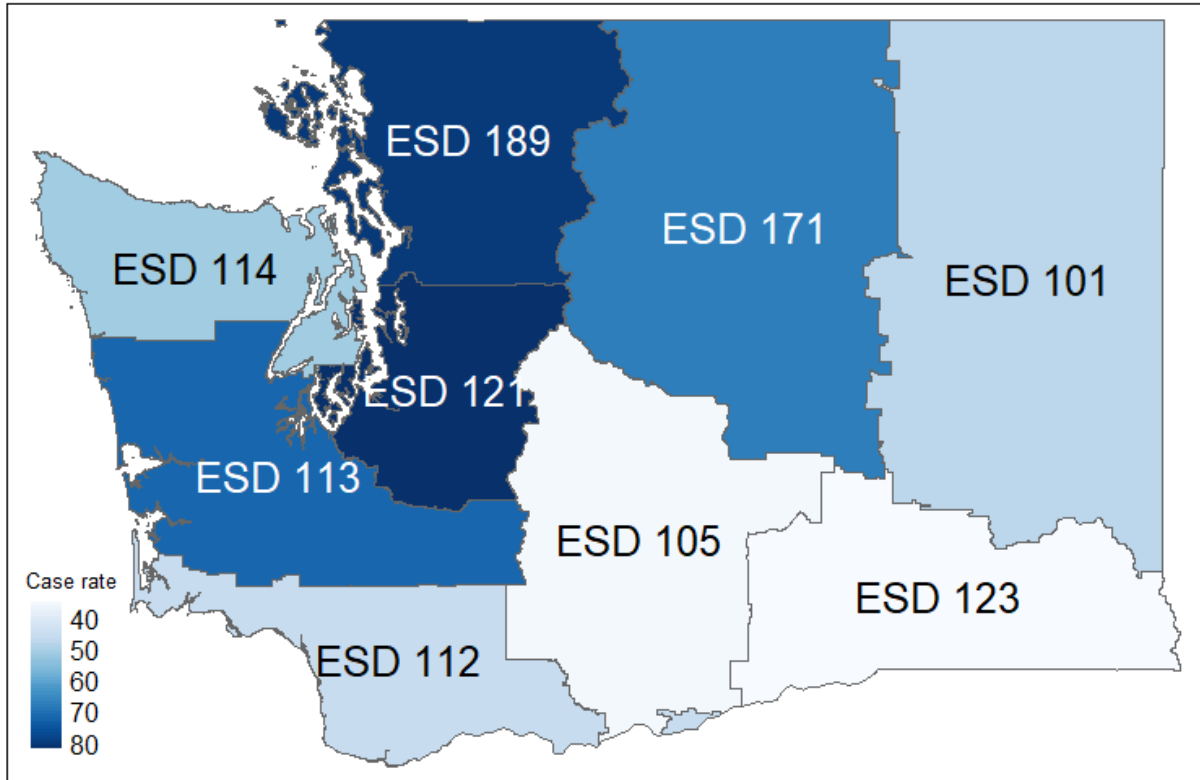 ESD 189
ESD 171
ESD 114
ESD 101
ESD 121
ESD 113
ESD 105
ESD 123
ESD 112
Case rate
40
50
60
70
80